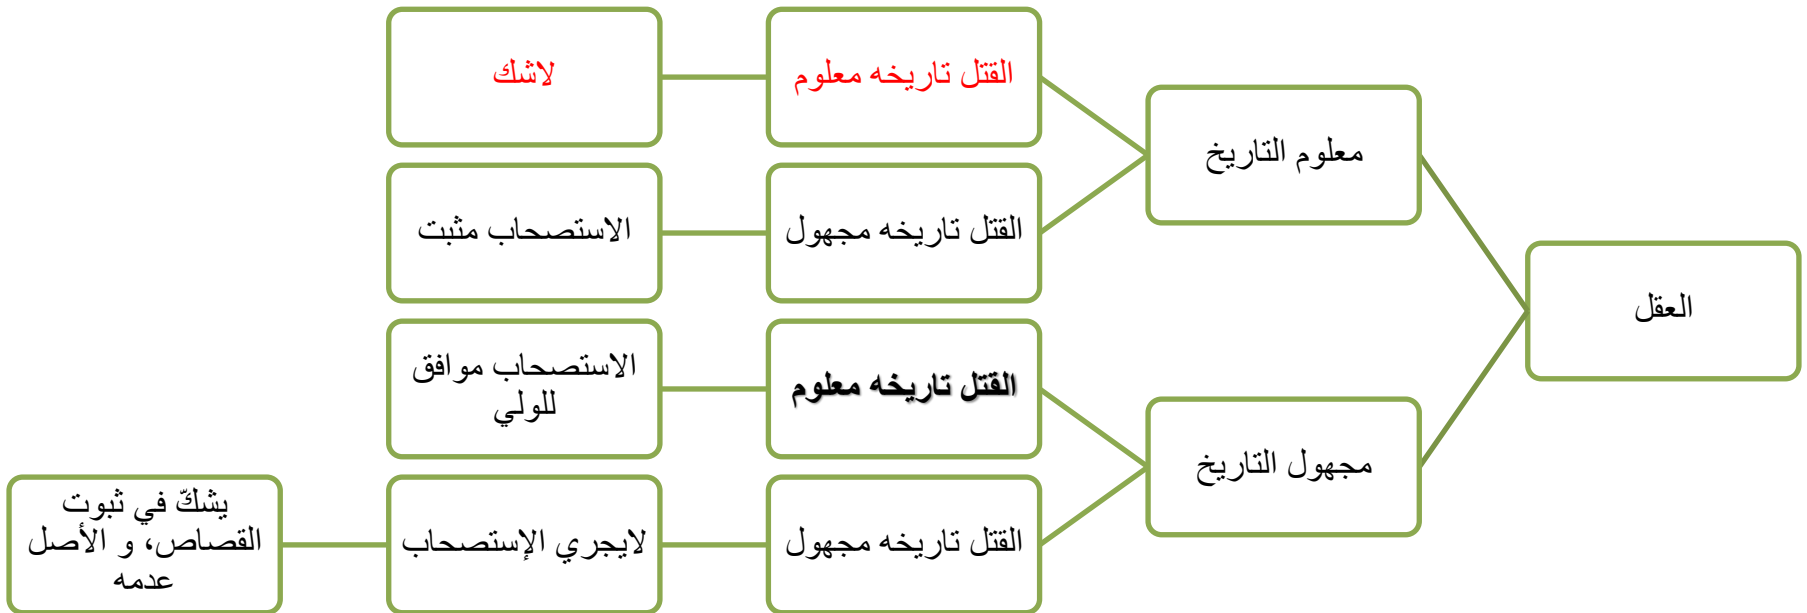 العقل
معلوم التاريخ
القتل تاريخه معلوم
لاشك
القتل تاريخه مجهول
الاستصحاب مثبت
مجهول التاريخ
القتل تاريخه معلوم
الاستصحاب موافق
للولي
القتل تاريخه مجهول
لايجري الإستصحاب
يشكّ في ثبوت
القصاص، و الأصل
عدمه